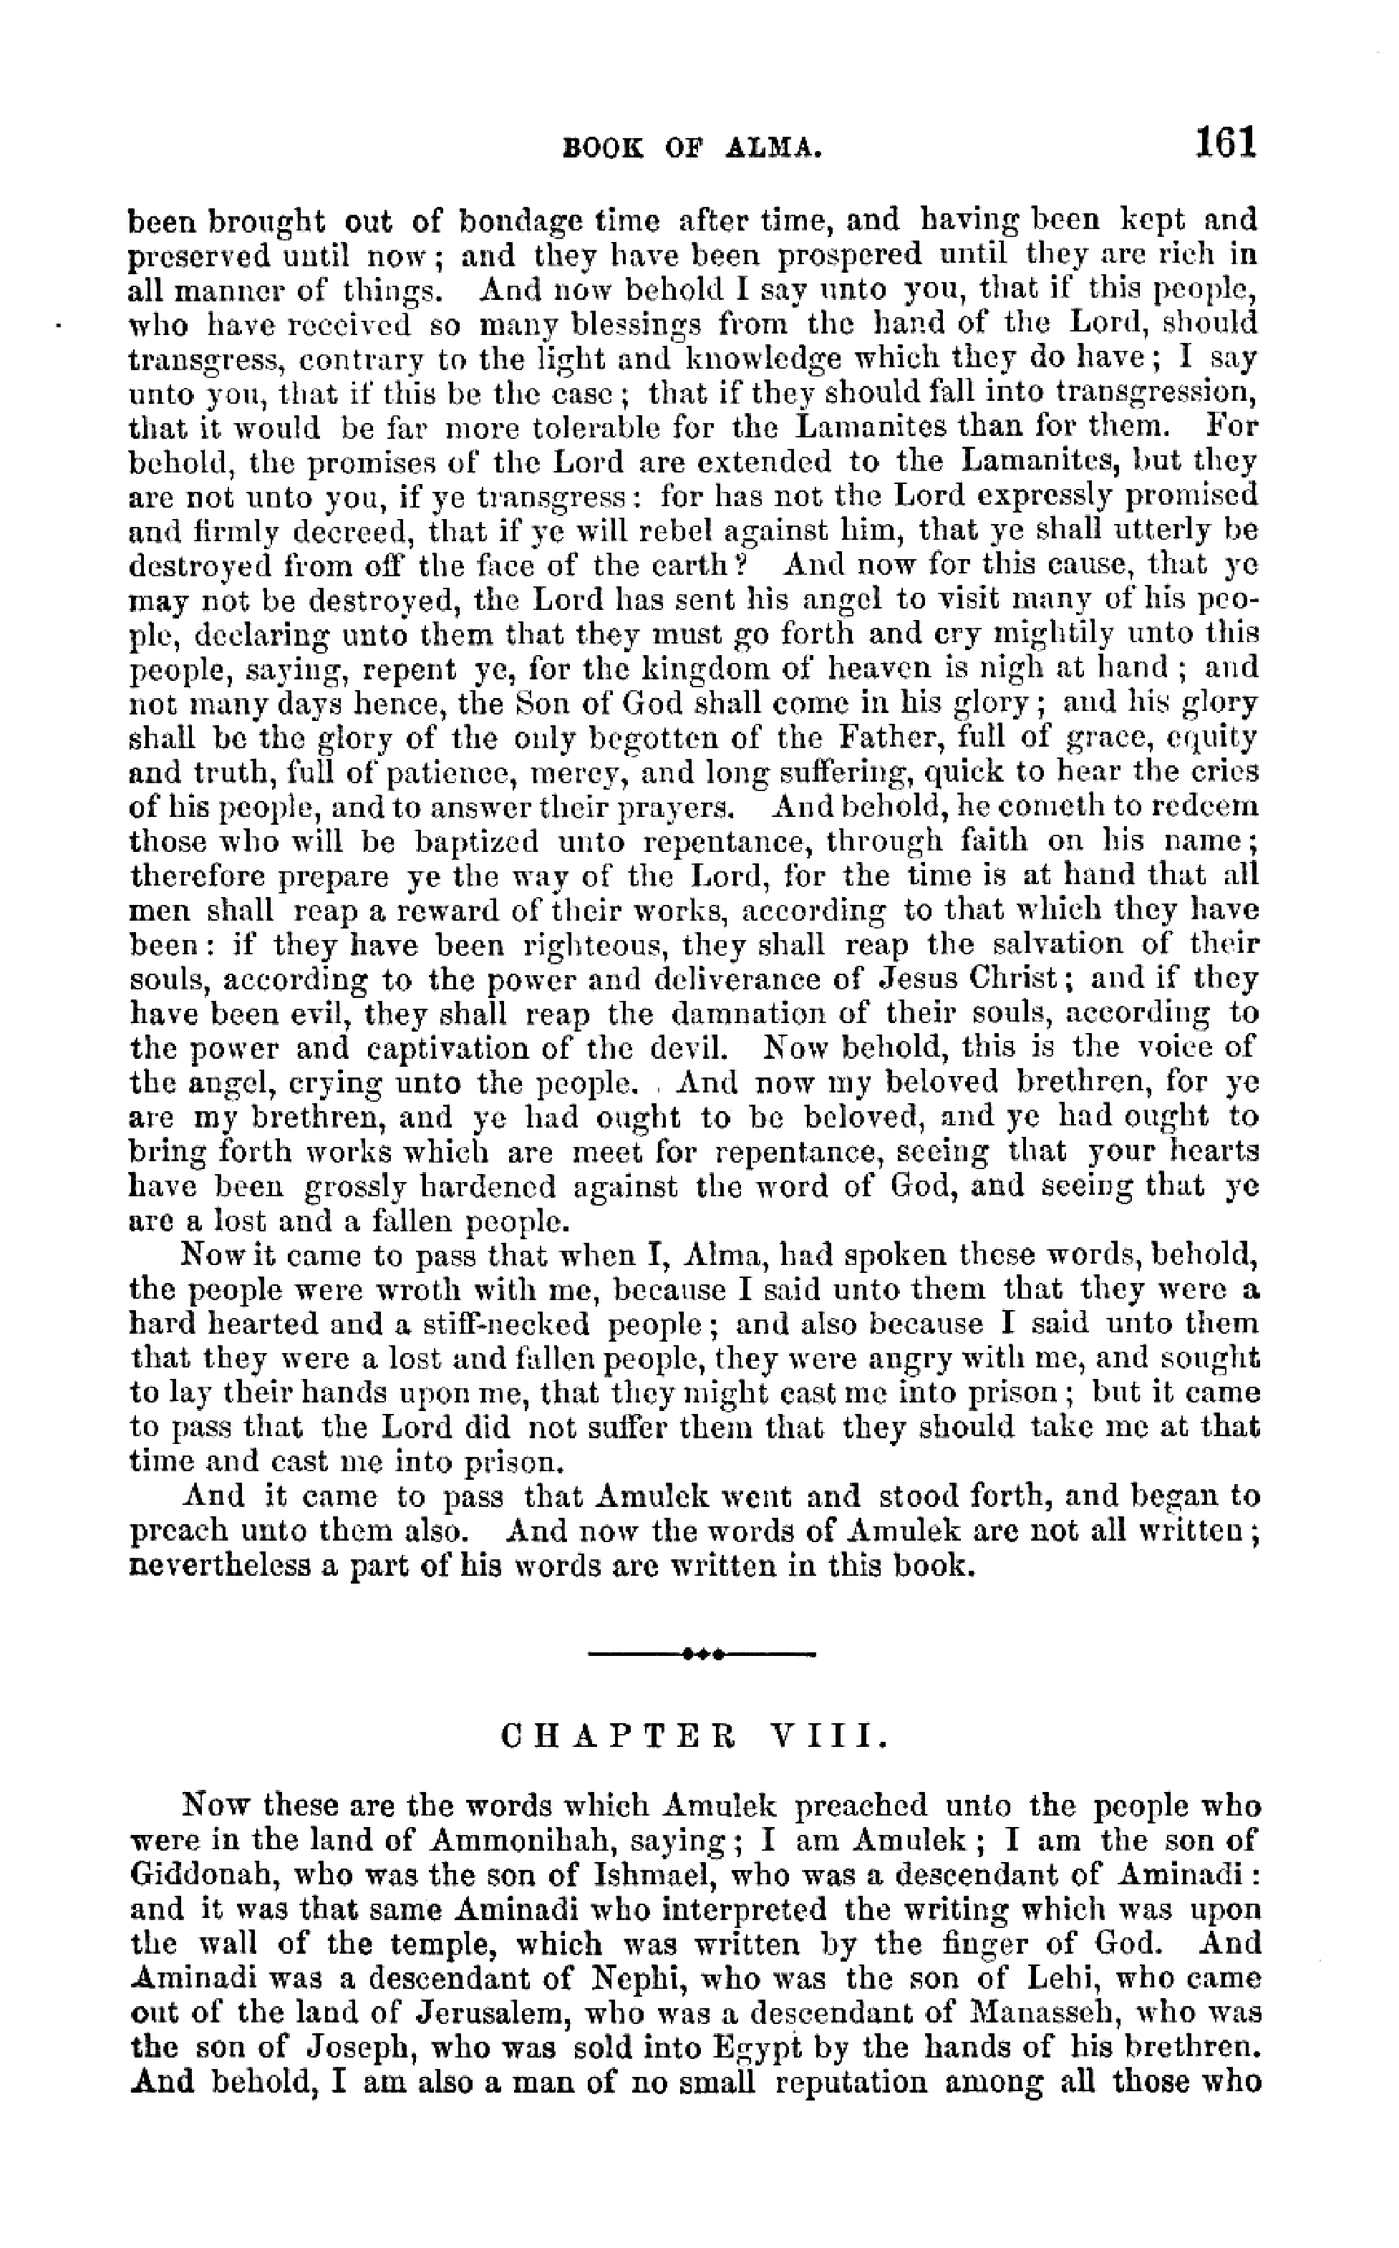 BOOK OF ALMA. 161
been brought out of bondage time after time, and having been kept and
preserved until now; and they have been prospered until they are rich in
all manner of things. And now behold I say unto you, that if this people,
who have received so many blessings from the hand of the Lord, should
transgress, contrary to the light and knowledge which they do have; I say
unto you, that if this be the case; that if they should fall into transgression,
that it would be far more tolerable for the Lamanites than for them. For
behold, the promises of the Lord are extended to the Lamanites, but they
are not unto you, if ye transgress: for has not the Lord expressly promised
and firmly decreed, that if ye will rebel against him, that ye shall utterly be
destroyed from off the face of the earth? And now for this cause, that ye
may not be destroyed, the Lord has sent his angel to visit many of his peo-
ple, declaring unto them that they must go forth and cry mightily unto this
people, saying, repent ye, for the kingdom of heaven is nigh at hand; and
not many days hence, the Son of God shall come in his glory; and his glory
shall be the glory of the only begotten of the Father, full of grace, equity
and truth, full of patience, mercy, and long suffering, quick to hear the cries
of his people, and to answer their prayers. And behold, he cometh to redeem
those who will be baptized unto repentance, through faith on his name;
therefore prepare ye the way of the Lord, for the time is at hand that all
men shall reap a reward of their works, according to that which they have
been: if they have been righteous, they shall reap the salvation of their
souls, according to the power and deliverance of Jesus Christ; and if they
have been evil, they shall reap the damnation of their souls, according to
the power and captivation of the devil. Now behold, this is the voice of
the angel, crying unto the people. And now my beloved brethren, for ye
are my brethren, and ye had ought to be beloved, and ye had ought to
bring forth works which are meet for repentance, seeing that your hearts
have been grossly hardened against the word of God, and seeing that ye
are a lost and a fallen people.
Now it came to pass that when I, Alma, had spoken these words, behold,
the people were wroth with me, because I said unto them that they were a
hard hearted and a stiff-necked people; and also because I said unto them
that they were a lost and fallen people, they were angry with me, and sought
to lay their hands upon me, that they might cast me into prison; but it came
to pass that the Lord did not suffer them that they should take me at that
time and cast me into prison.
And it came to pass that Amulek went and stood forth, and began to
preach unto them also. And now the words of Amulek are not all written;
nevertheless a part of his words are written in this book.
CHAPTER VIII.
Now these are the words which Amulek preached unto the people who
were in the land of Ammonihah, saying; I am Amulek; I am the son of
Giddonah, who was the son of Ishmael, who was a descendant of Aminadi:
and it was that same Aminadi who interpreted the writing which was upon
the wall of the temple, which was written by the finger of God. And
Aminadi was a descendant of Nephi, who was the son of Lehi, who came
out of the land of Jerusalem, who was a descendant of Manasseh, who was
the son of Joseph, who was sold into Egypt by the hands of his brethren.
And behold, I am also a man of no small reputation among all those who